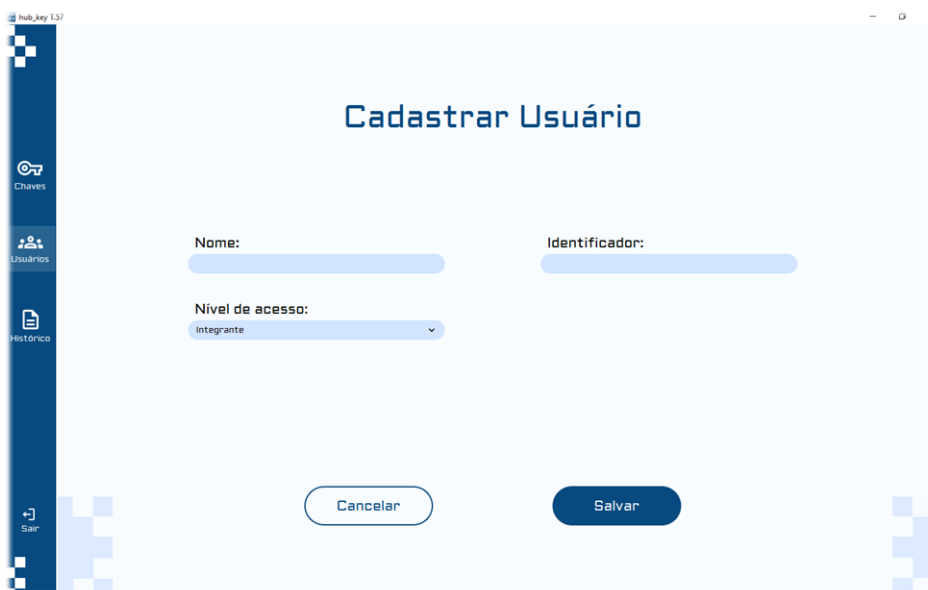 hub_key 1.57
Cadastrar Usuário
Chaves
Usuários
Histórico
Sair
Nome:
Identificador:
Nível de acesso:
Integrante
Cancelar
Salvar